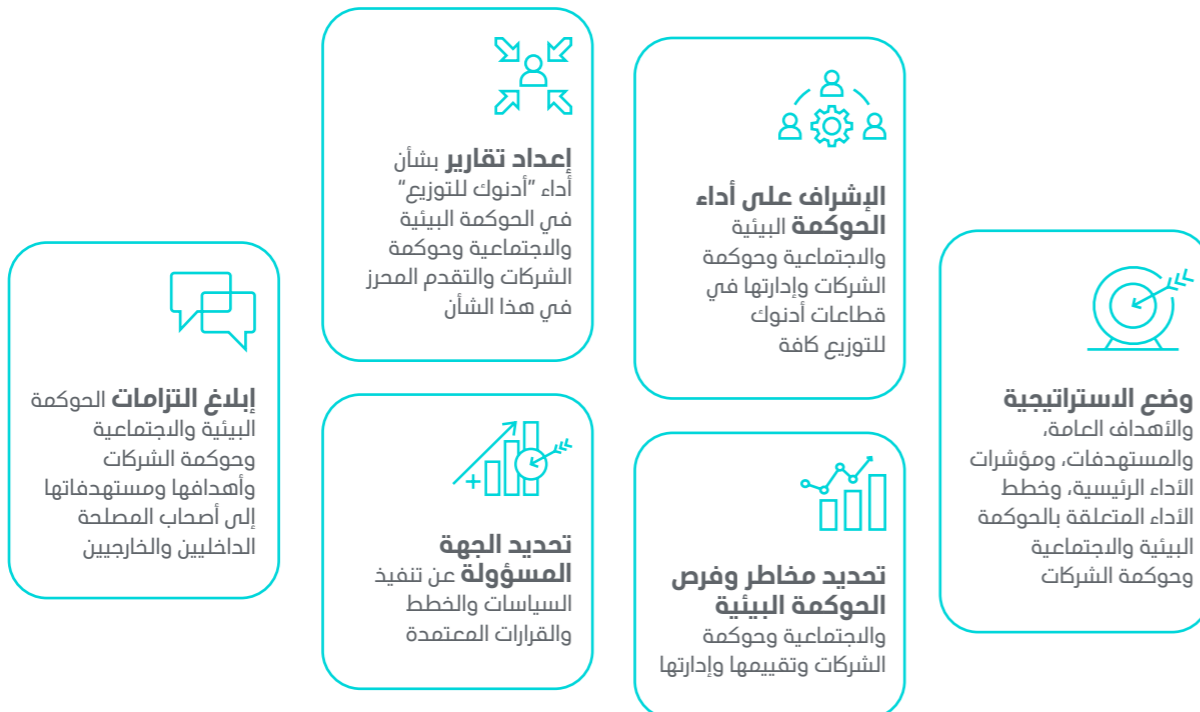 وضع الاستراتيجية
والأهداف العامة،
والمستهدفات، ومؤشرات
الأداء الرئيسية، وخطط
الأداء المتعلقة بالحوكمة
البيئية والاجتماعية
وحوكمة الشركات
الإشراف على أداء
الحوكمة البيئية
والاجتماعية وحوكمة
الشركات وإدارتها في
قطاعات أدنوك
للتوزيع كافة
تحديد مخاطر وفرص
الحوكمة البيئية
والاجتماعية وحوكمة
الشركات وتقييمها وإدارتها
إعداد تقارير بشأن
أداء "أدنوك للتوزيع"
في الحوكمة البيئية
والاجتماعية وحوكمة
الشركات والتقدم المحرز
في هذا الشأن
تحديد الجهة
المسؤولة عن تنفيذ
السياسات والخطط
والقرارات المعتمدة
إبلاغ التزامات الحوكمة
البيئية والاجتماعية
وحوكمة الشركات
وأهدافها ومستهدفاتها
إلى أصحاب المصلحة
الداخليين والخارجيين